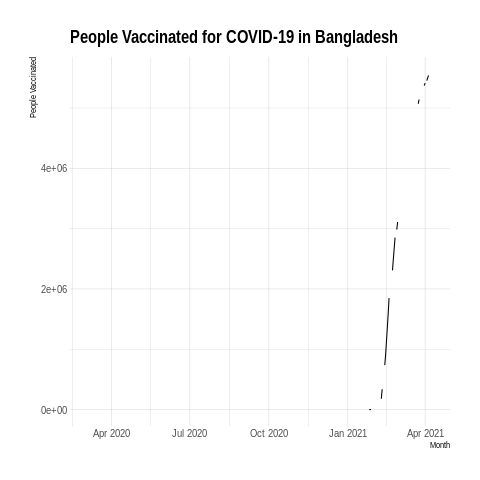 People Vaccinated for COVID-19 in Bangladesh
People Vaccinated
4e+06
2e+06
0e+00
Apr 2020 Jul 2020 Oct 2020 Jan 2021 Apr 2021
Month